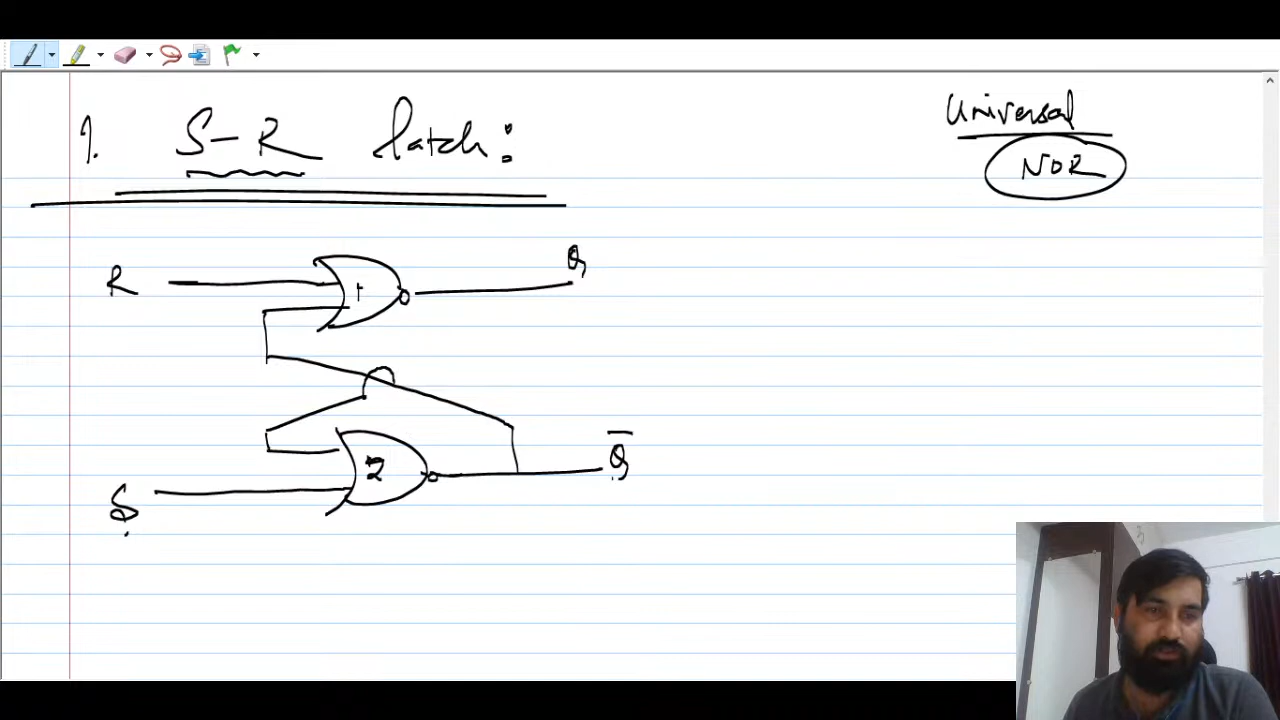 1. S-R Latch:
Universal
NOR
R
1
Q
2
Q̅
S